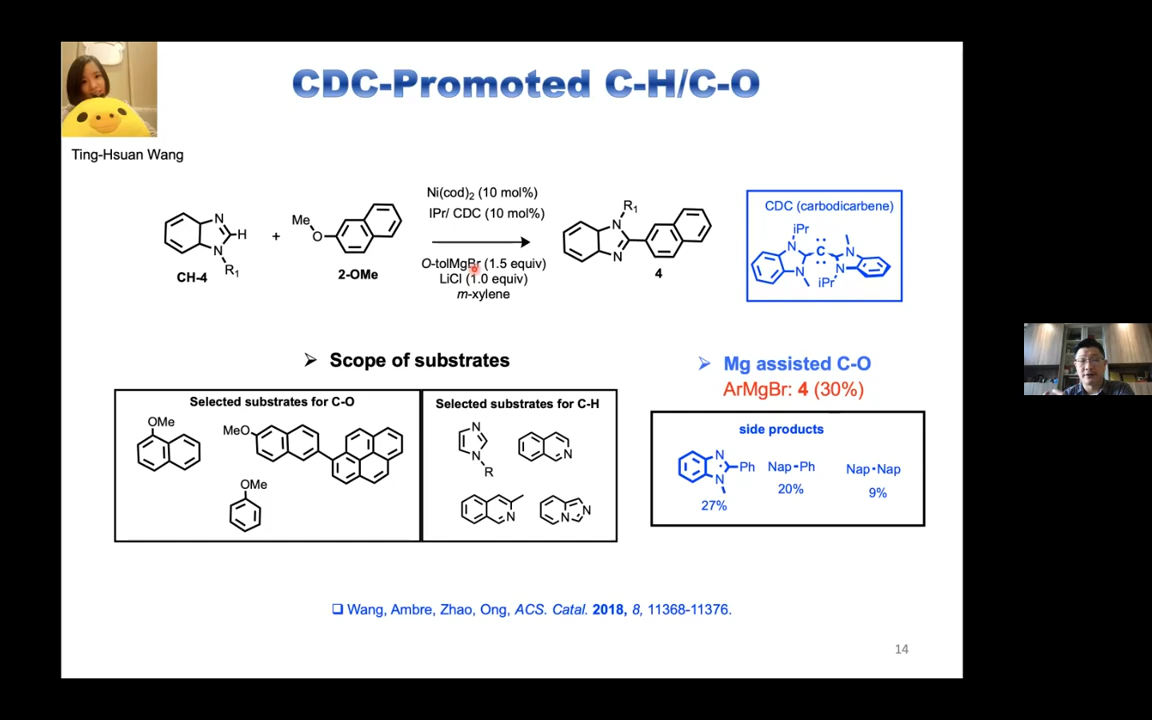 CDC-Promoted C-H/C-O
Ting-Hsuan Wang
N
H
N
R1
CH-4
+
Me
O
2-OMe
Ni(cod)2 (10 mol%)
IPr/ CDC (10 mol%)
O-tolMgBr (1.5 equiv)
LiCl (1.0 equiv)
m-xylene
R1
N
N
4
CDC (carbodicarbene)
iPr
N
C
N
N
iPr
N
➢ Scope of substrates
Selected substrates for C-O
OMe
MeO
OMe
Selected substrates for C-H
N
N
R
N
N
N
N
➢ Mg assisted C-O
ArMgBr: 4 (30%)
side products
N
Ph
N
27%
Nap-Ph
20%
Nap-Nap
9%
❑ Wang, Ambre, Zhao, Ong, ACS. Catal. 2018, 8, 11368-11376.
14